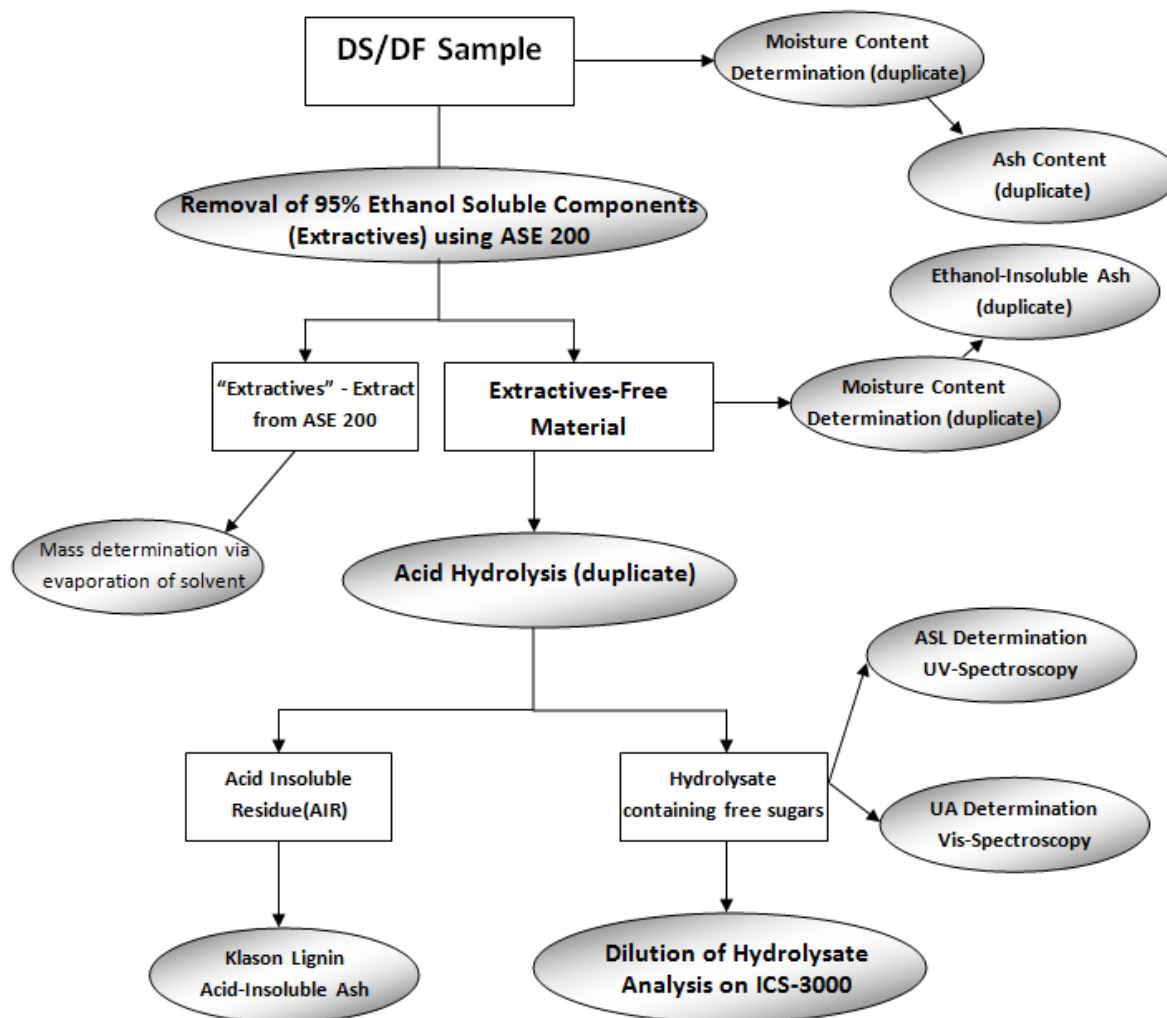 DS/DF Sample
Moisture Content
Determination (duplicate)
Ash Content
(duplicate)
Removal of 95% Ethanol Soluble Components
(Extractives) using ASE 200
Ethanol-Insoluble Ash
(duplicate)
“Extractives” - Extract
from ASE 200
Extractives-Free
Material
Moisture Content
Determination (duplicate)
Mass determination via
evaporation of solvent
Acid Hydrolysis (duplicate)
ASL Determination
UV-Spectroscopy
Acid Insoluble
Residue(AIR)
Hydrolysate
containing free sugars
UA Determination
Vis-Spectroscopy
Klason Lignin
Acid-Insoluble Ash
Dilution of Hydrolysate
Analysis on ICS-3000